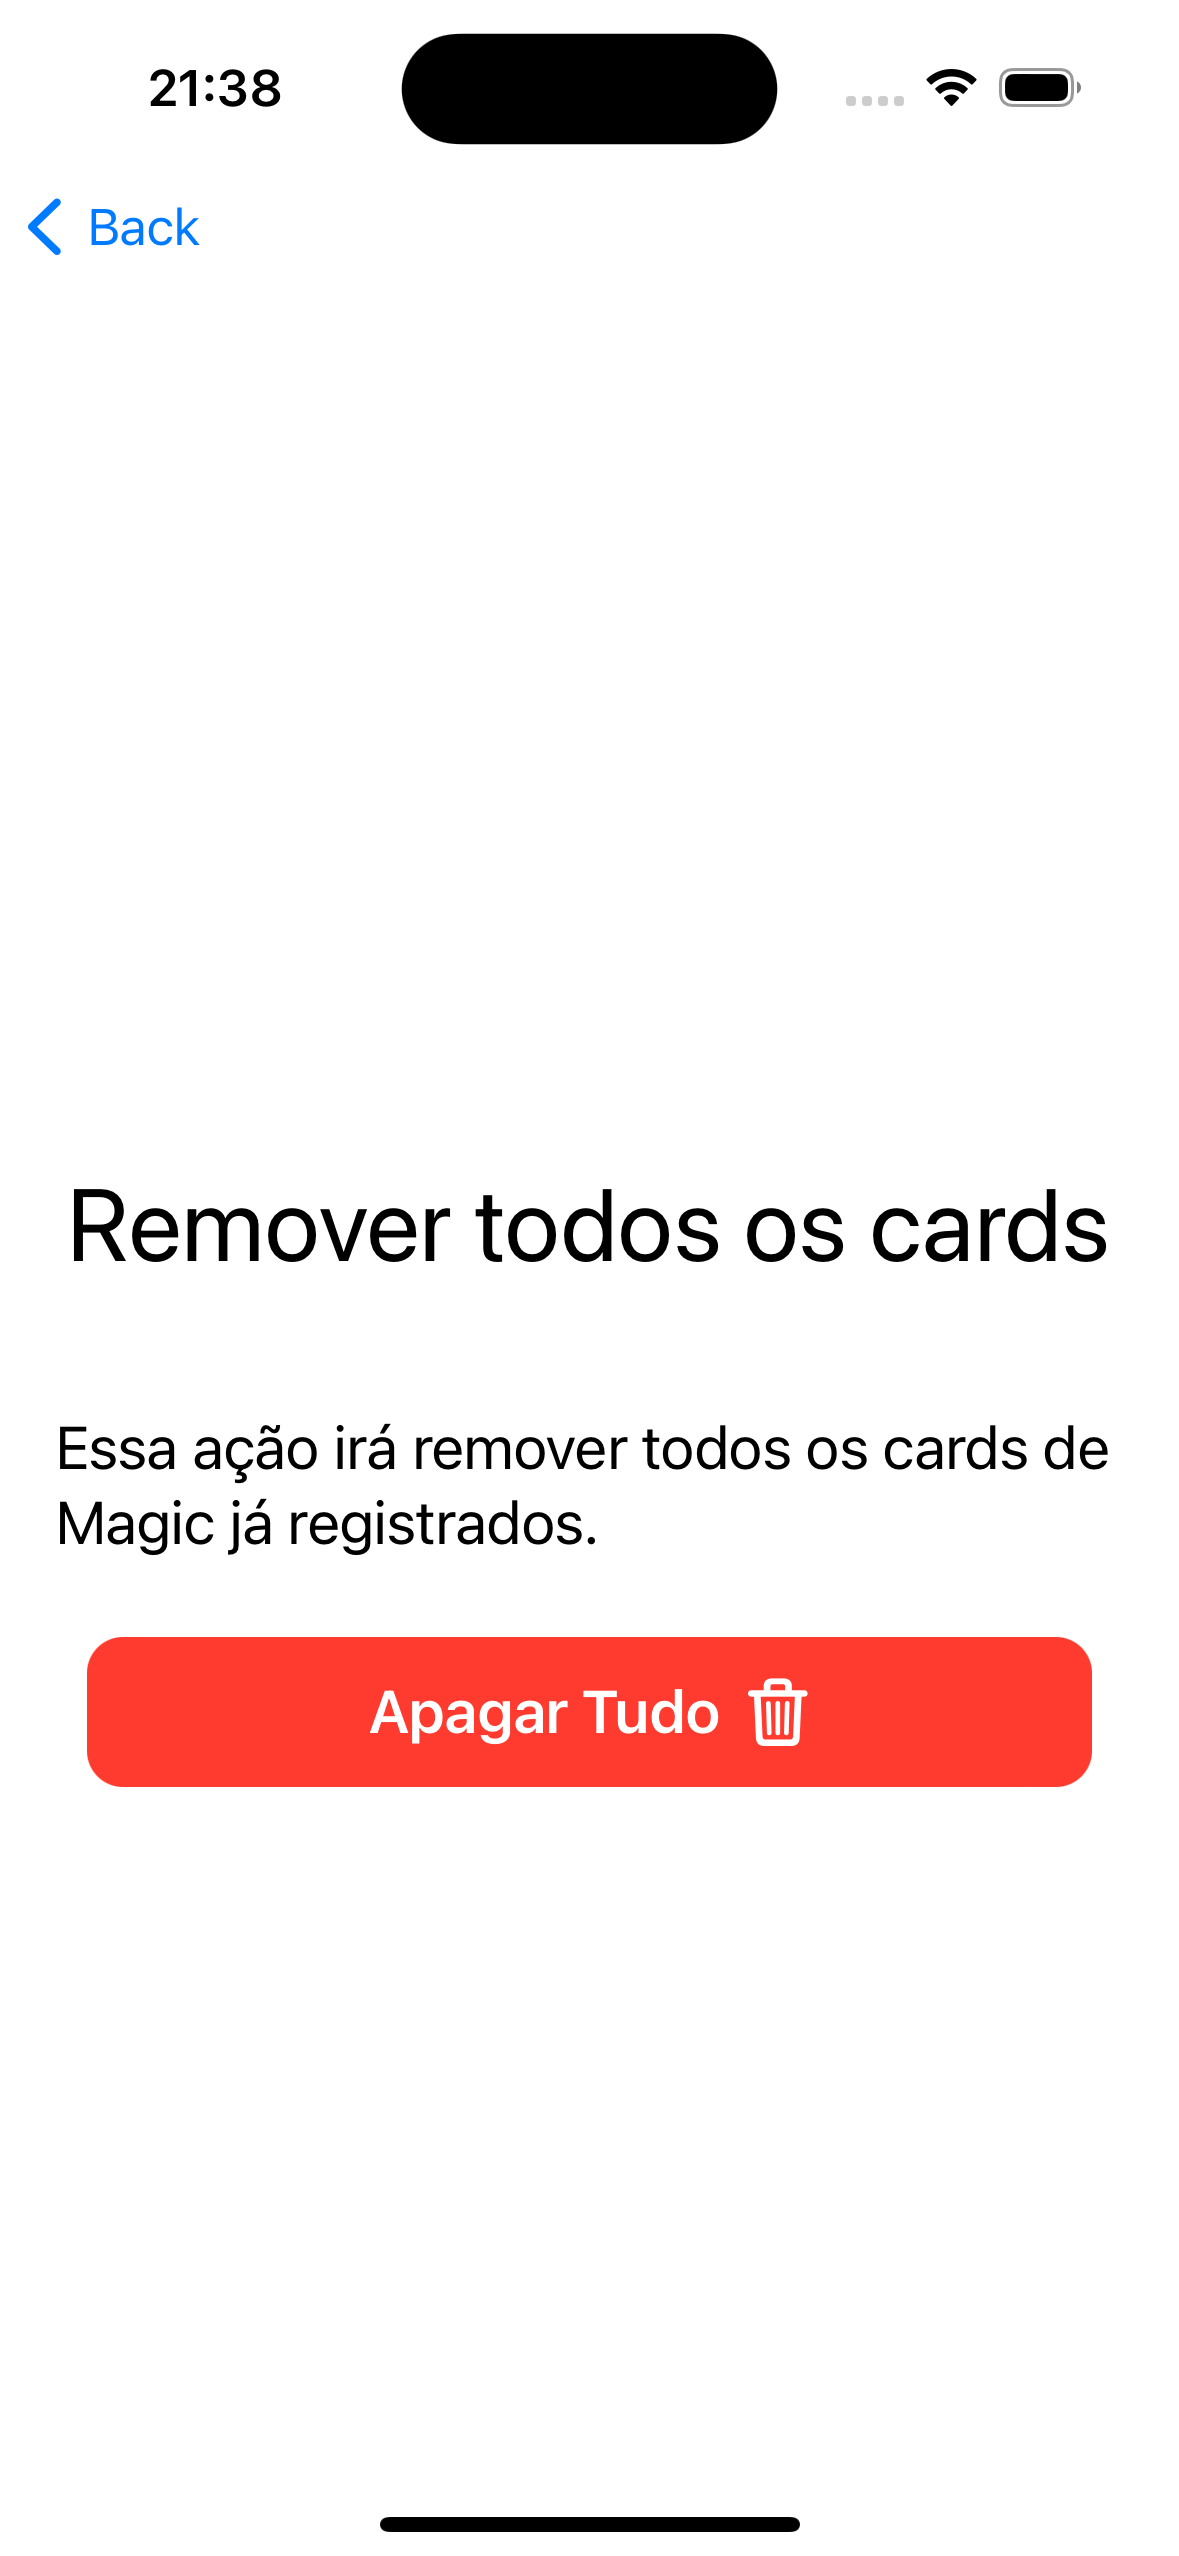 21:38
Back
Remover todos os cards
Essa ação irá remover todos os cards de
Magic já registrados.
Apagar Tudo